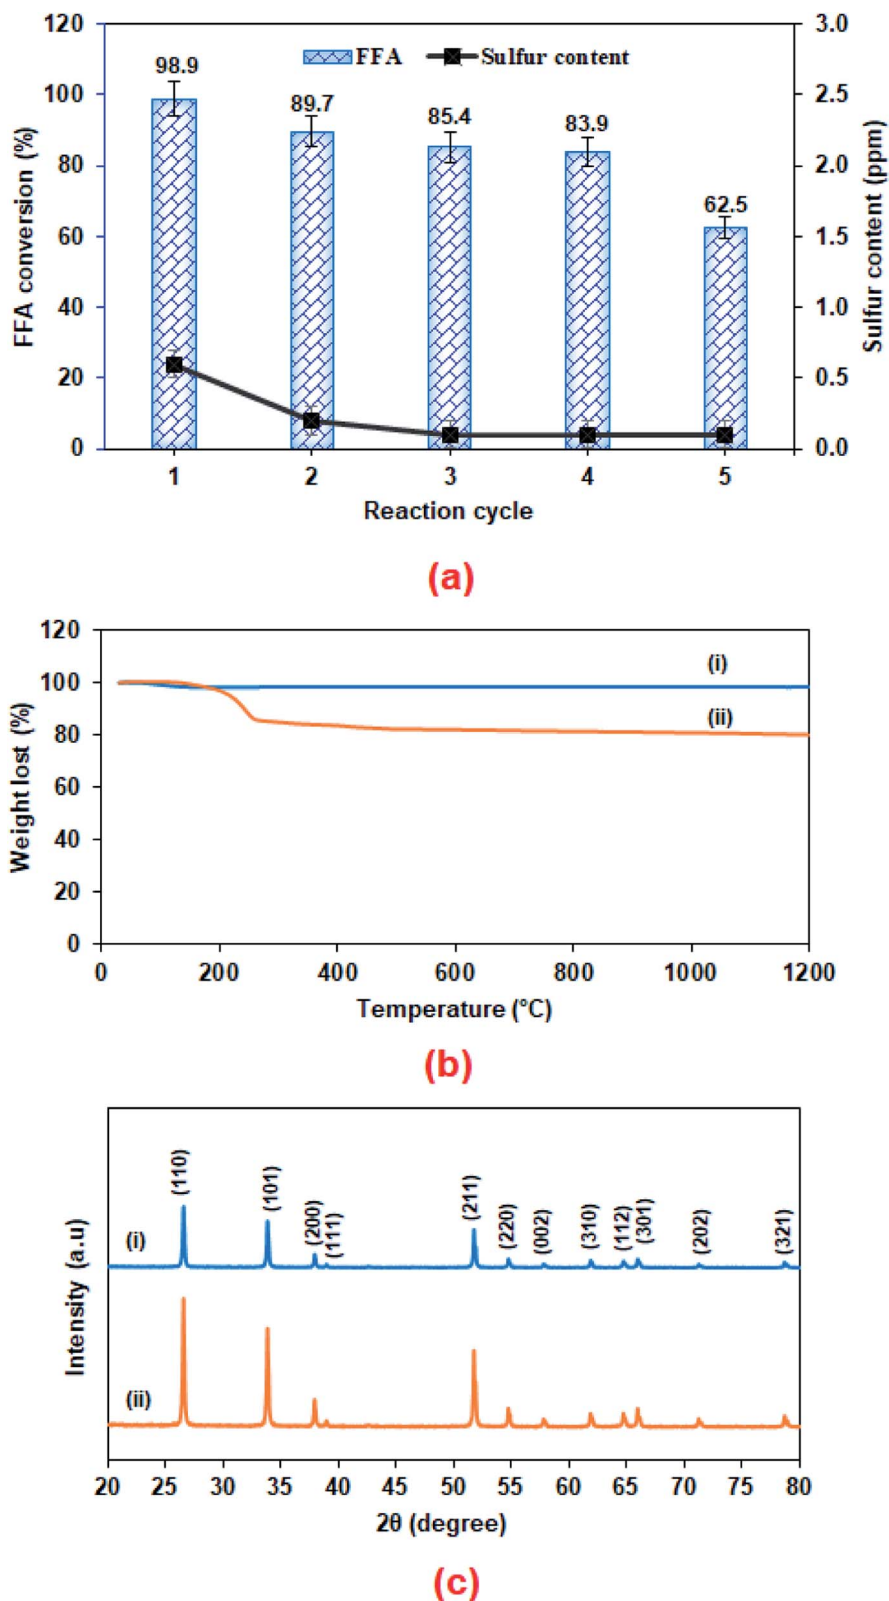 120
100
80
60
40
20
0
FFA conversion (%)
FFA
Sulfur content
98.9
89.7
85.4
83.9
62.5
3.0
2.5
2.0
1.5
1.0
0.5
0.0
Sulfur content (ppm)
1 2 3 4 5
Reaction cycle
(a)
120
100
80
60
40
20
0
Weight lost (%)
(i)
(ii)
0 200 400 600 800 1000 1200
Temperature (°C)
(b)
Intensity (a.u)
(i)
(110)
(101)
(200)
(111)
(211)
(220)
(002)
(310)
(112)
(301)
(202)
(321)
(ii)
20 25 30 35 40 45 50 55 60 65 70 75 80
2θ (degree)
(c)